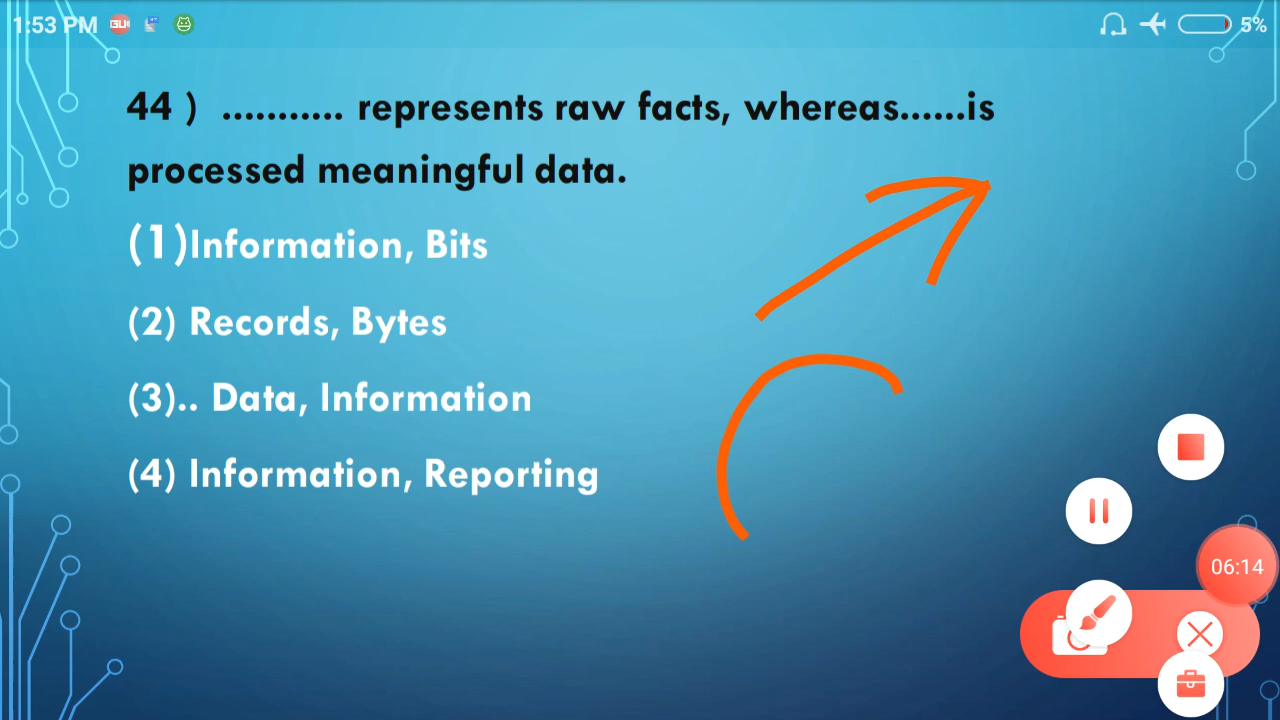 1:53 PM GU 5%
44 ) ........... represents raw facts, whereas......is
processed meaningful data.
(1)Information, Bits
(2) Records, Bytes
(3).. Data, Information
(4) Information, Reporting
06:14